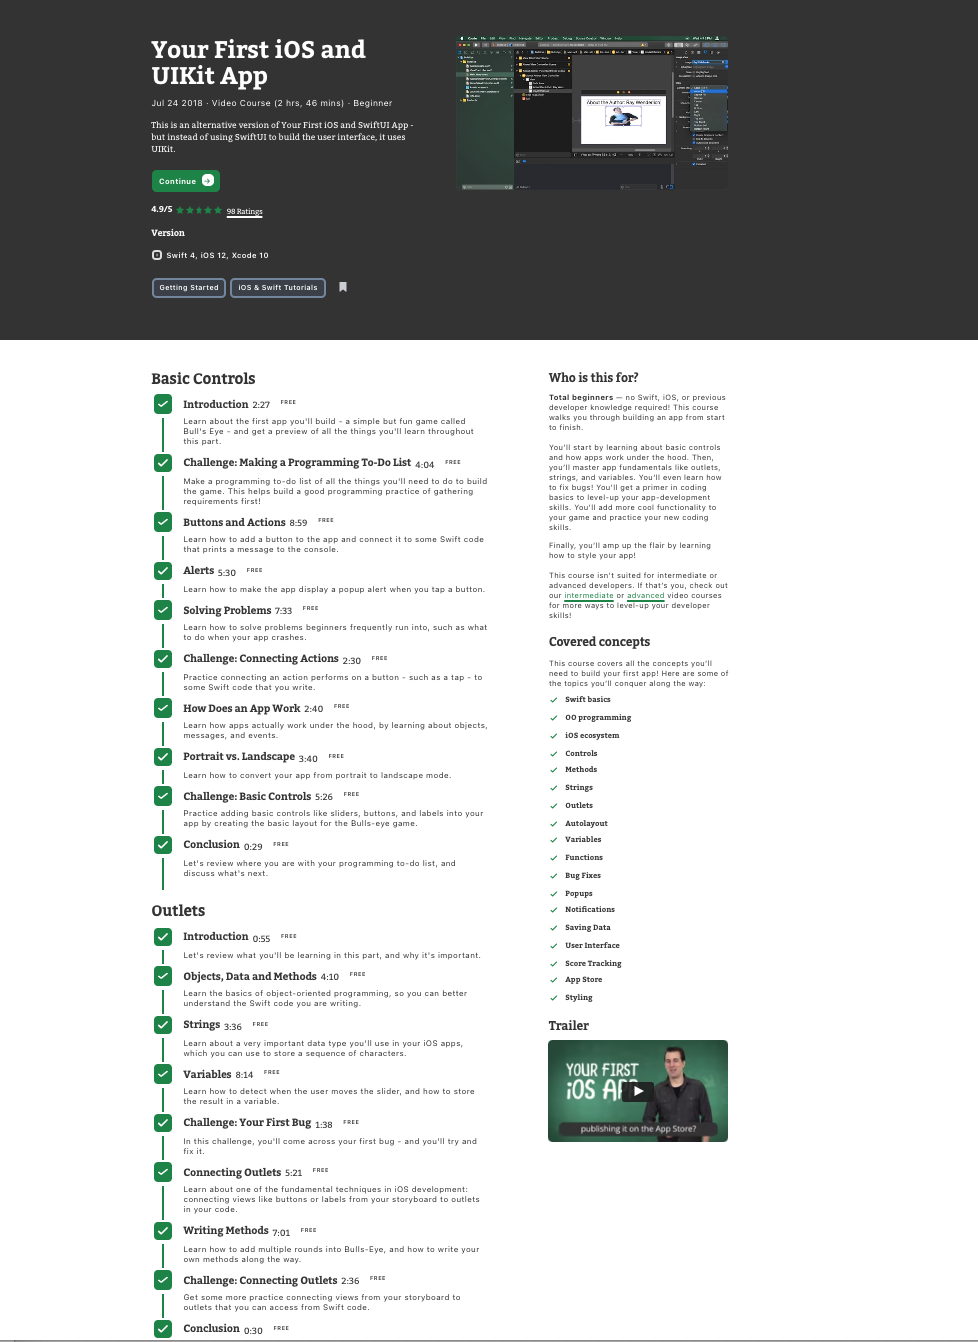 Your First iOS and
UIKit App
Jul 24 2018 · Video Course (2 hrs, 46 mins) · Beginner
This is an alternative version of Your First iOS and SwiftUI App -
but instead of using SwiftUI to build the user interface, it uses
UIKit.
Continue
4.9/5 98 Ratings
Version
Swift 4, iOS 12, Xcode 10
Getting Started
iOS & Swift Tutorials
About the Author: Ray Wenderlich
Basic Controls
Introduction 2:27 FREE
Learn about the first app you'll build - a simple but fun game called
Bull's Eye - and get a preview of all the things you'll learn throughout
this part.
Challenge: Making a Programming To-Do List 4:04 FREE
Make a programming to-do list of all the things you'll need to do to build
the game. This helps build a good programming practice of gathering
requirements first!
Buttons and Actions 8:59 FREE
Learn how to add a button to the app and connect it to some Swift code
that prints a message to the console.
Alerts 5:30 FREE
Learn how to make the app display a popup alert when you tap a button.
Solving Problems 7:33 FREE
Learn how to solve problems beginners frequently run into, such as what
to do when your app crashes.
Challenge: Connecting Actions 2:30 FREE
Practice connecting an action performs on a button - such as a tap - to
some Swift code that you write.
How Does an App Work 2:40 FREE
Learn how apps actually work under the hood, by learning about objects,
messages, and events.
Portrait vs. Landscape 3:40 FREE
Learn how to convert your app from portrait to landscape mode.
Challenge: Basic Controls 5:26 FREE
Practice adding basic controls like sliders, buttons, and labels into your
app by creating the basic layout for the Bulls-eye game.
Conclusion 0:29 FREE
Let's review where you are with your programming to-do list, and
discuss what's next.
Outlets
Introduction 0:55 FREE
Let's review what you'll be learning in this part, and why it's important.
Objects, Data and Methods 4:10 FREE
Learn the basics of object-oriented programming, so you can better
understand the Swift code you are writing.
Strings 3:36 FREE
Learn about a very important data type you'll use in your iOS apps,
which you can use to store a sequence of characters.
Variables 8:14 FREE
Learn how to detect when the user moves the slider, and how to store
the result in a variable.
Challenge: Your First Bug 1:38 FREE
In this challenge, you'll come across your first bug - and you'll try and
fix it.
Connecting Outlets 5:21 FREE
Learn about one of the fundamental techniques in iOS development:
connecting views like buttons or labels from your storyboard to outlets
in your code.
Writing Methods 7:01 FREE
Learn how to add multiple rounds into Bulls-Eye, and how to write your
own methods along the way.
Challenge: Connecting Outlets 2:36 FREE
Get some more practice connecting views from your storyboard to
outlets that you can access from Swift code.
Conclusion 0:30 FREE
Who is this for?
Total beginners — no Swift, iOS, or previous
developer knowledge required! This course
walks you through building an app from start
to finish.
You'll start by learning about basic controls
and how apps work under the hood. Then,
you'll master app fundamentals like outlets,
strings, and variables. You'll even learn how
to fix bugs! You'll get a primer in coding
basics to level-up your app-development
skills. You'll add more cool functionality to
your game and practice your new coding
skills.
Finally, you'll amp up the flair by learning
how to style your app!
This course isn't suited for intermediate or
advanced developers. If that's you, check out
our intermediate or advanced video courses
for more ways to level-up your developer
skills!
Covered concepts
This course covers all the concepts you'll
need to build your first app! Here are some of
the topics you'll conquer along the way:
Swift basics
OO programming
iOS ecosystem
Controls
Methods
Strings
Outlets
Autolayout
Variables
Functions
Bug Fixes
Popups
Notifications
Saving Data
User Interface
Score Tracking
App Store
Styling
Trailer
YOUR FIRST
iOS APP
publishing it on the App Store?